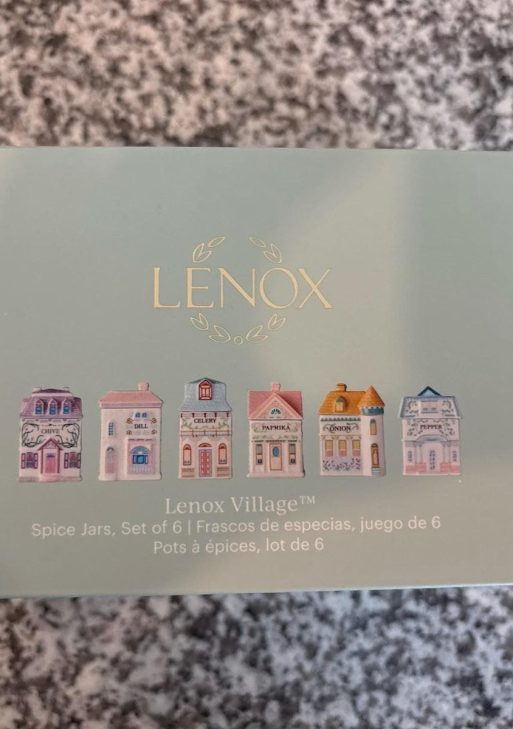 LENOX
CHIVE
DILL
CELERY
PAPRIKA
ONION
PEPPER
Lenox Village™
Spice Jars, Set of 6 | Frascos de especias, juego de 6
Pots à épices, lot de 6